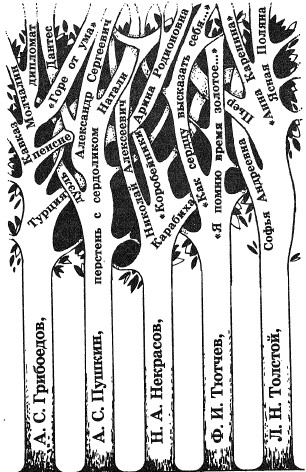 Кавказ
Молчалин
дипломат
Дантес
«Горе от ума»
пенсне
Александр Сергеевич
Турчих
дуэль
перстень с сердоликом
Натали
Николай Алексеевич
«Коробейники»
Арина Родионовна
Карабиха
«Как сердцу высказать себя...»
«Я помню время золотое...»
Пьер
«Анна Каренина»
Ясная Поляна
Софья Андреевна
А. С. Грибоедов,
А. С. Пушкин,
Н. А. Некрасов,
Ф. И. Тютчев,
Л. Н. Толстой,